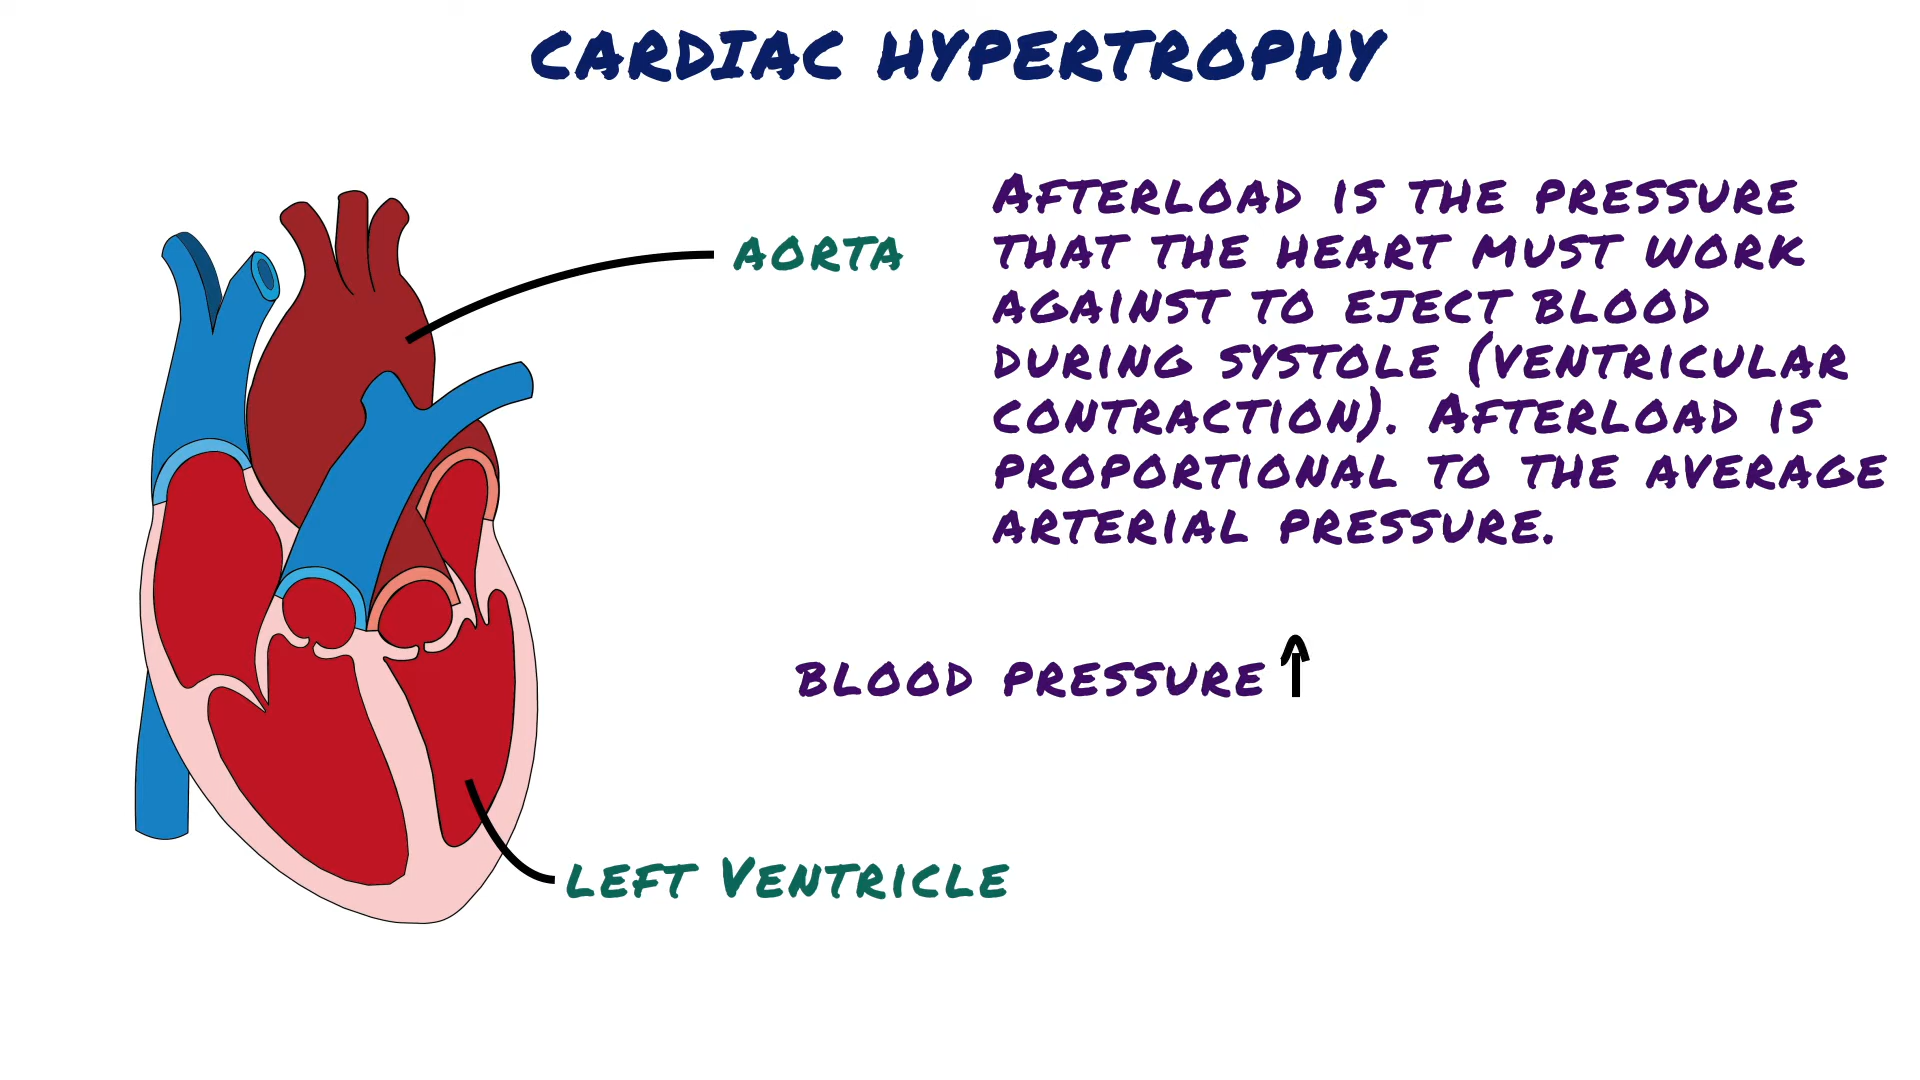 CARDIAC HYPERTROPHY
AORTA
AFTERLOAD IS THE PRESSURE
THAT THE HEART MUST WORK
AGAINST TO EJECT BLOOD
DURING SYSTOLE (VENTRICULAR
CONTRACTION). AFTERLOAD IS
PROPORTIONAL TO THE AVERAGE
ARTERIAL PRESSURE.
BLOOD PRESSURE ↑
LEFT VENTRICLE